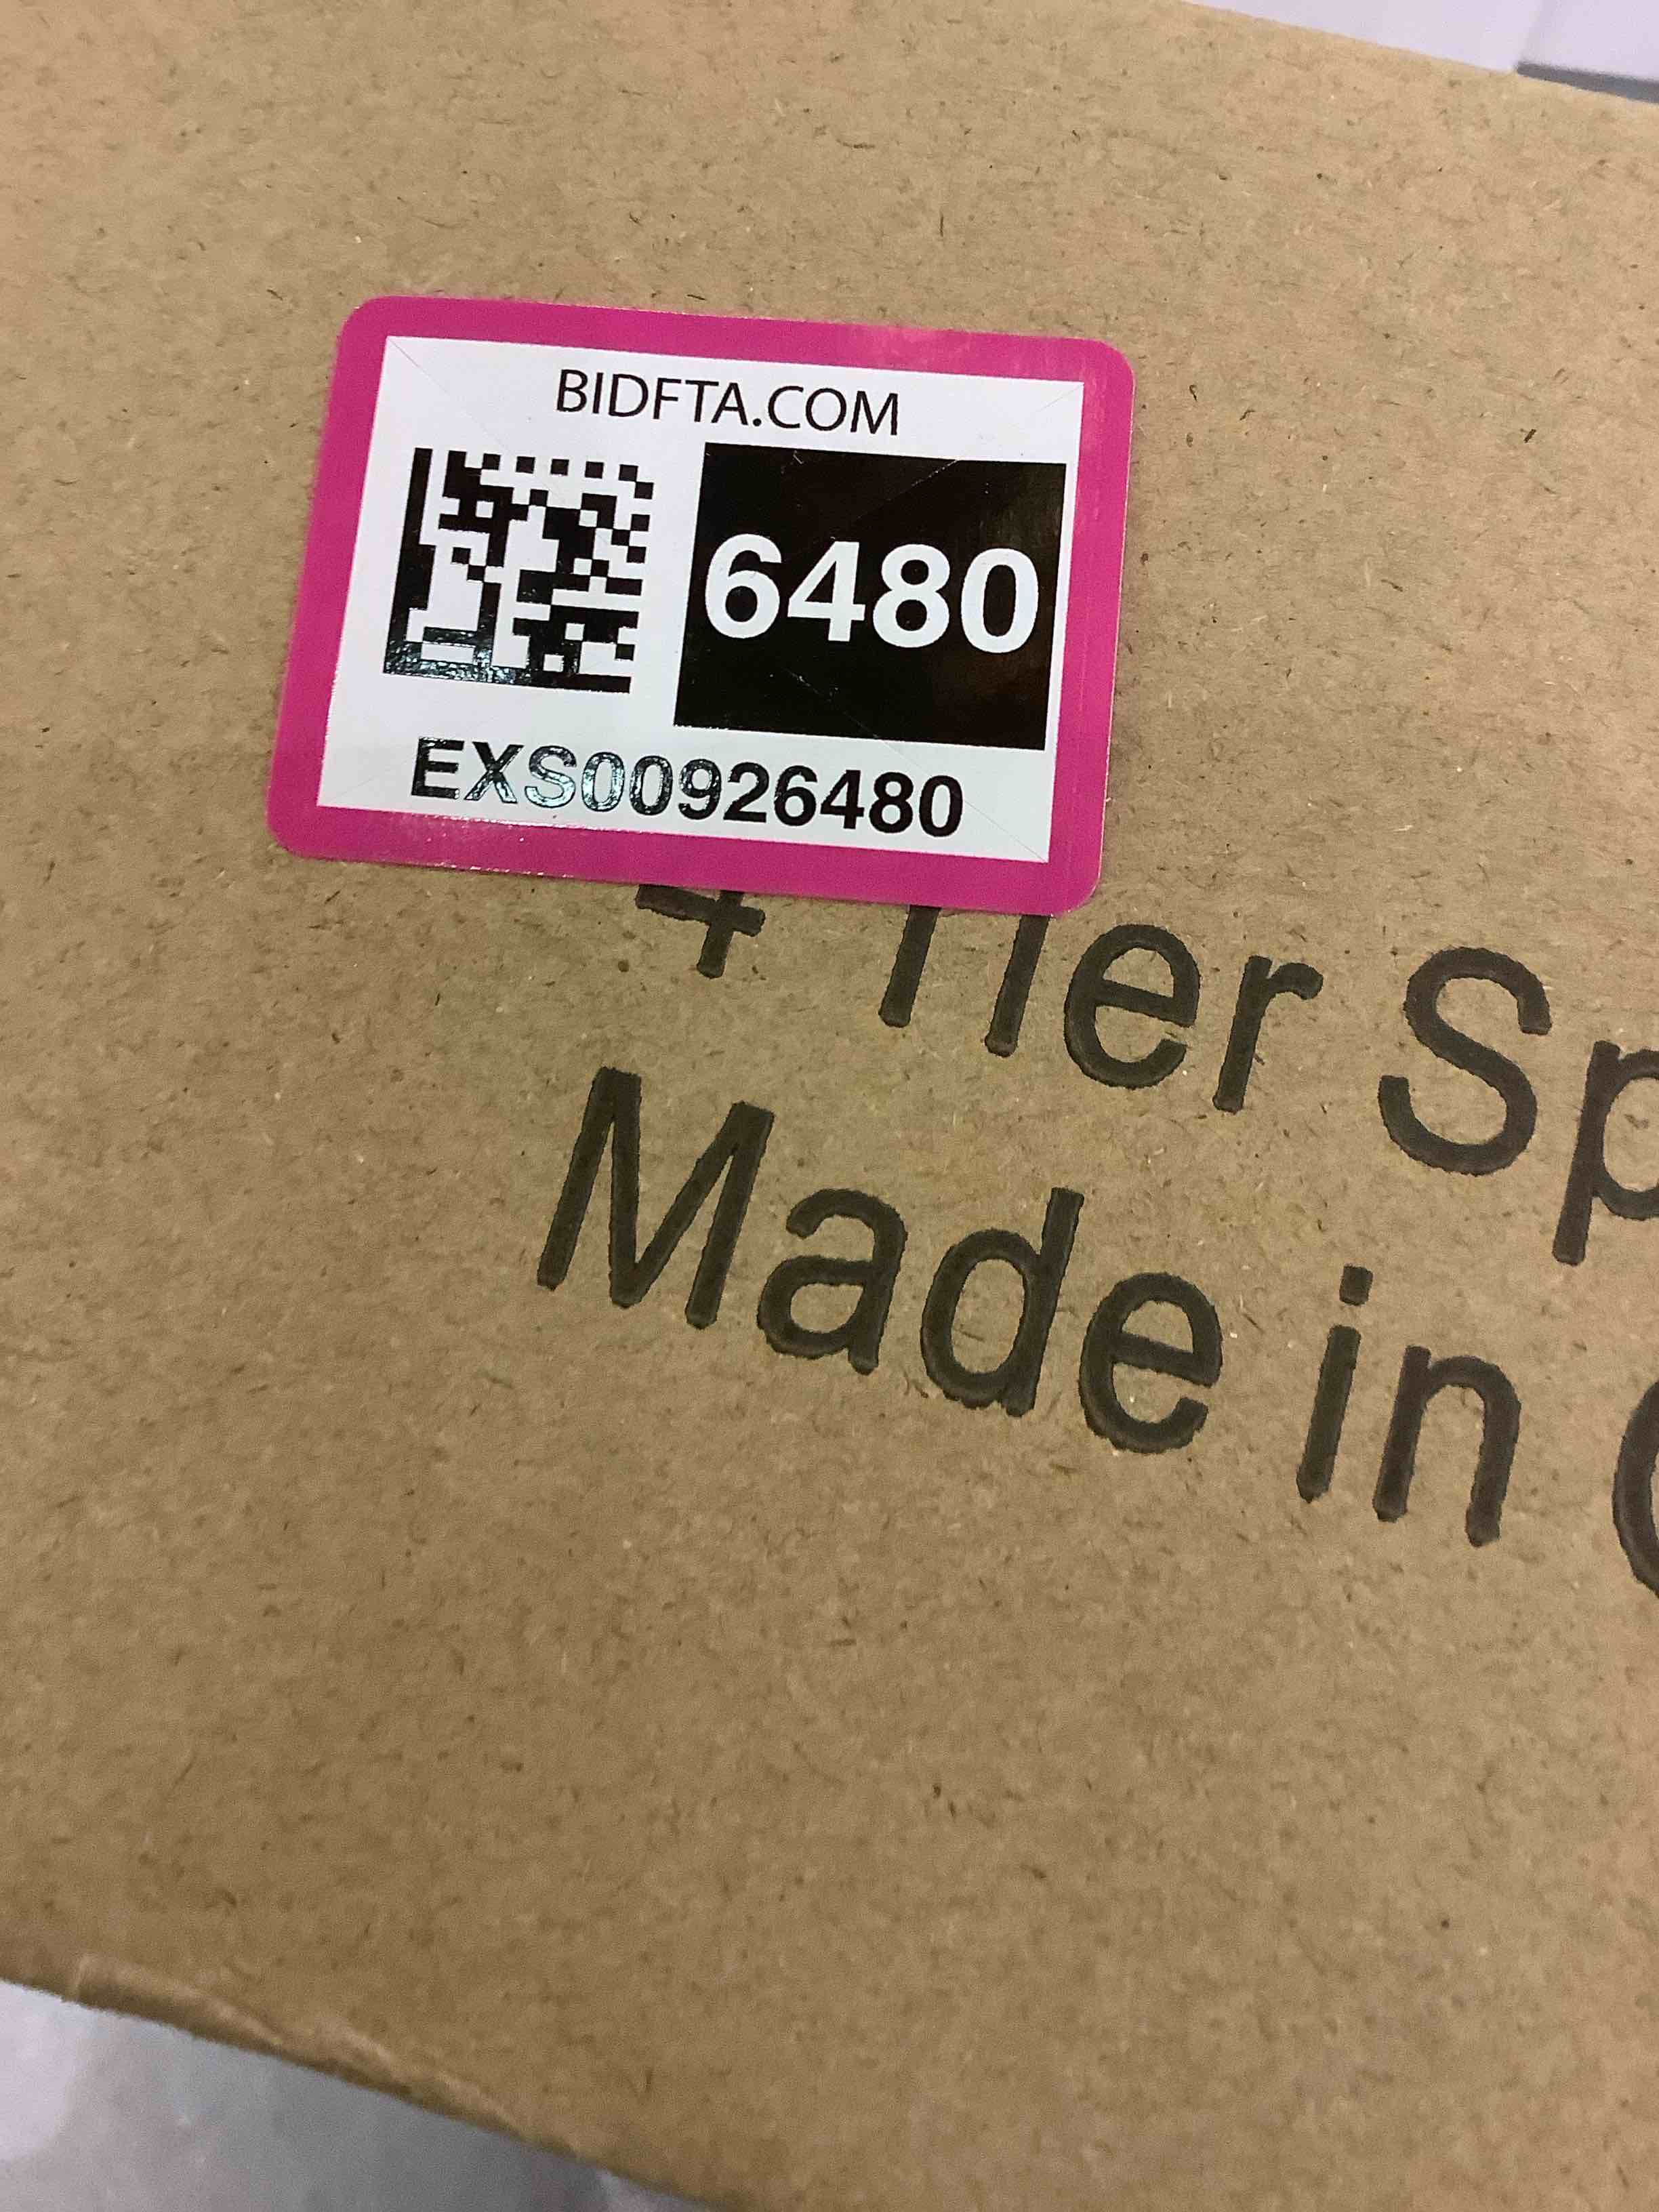 BIDFTA.COM
6480
EXS00926480
4 Tier
Made in